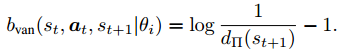 b_van(s_t, a_t, s_{t+1}|θ_i) = log 1/d_Π(s_{t+1}) − 1.